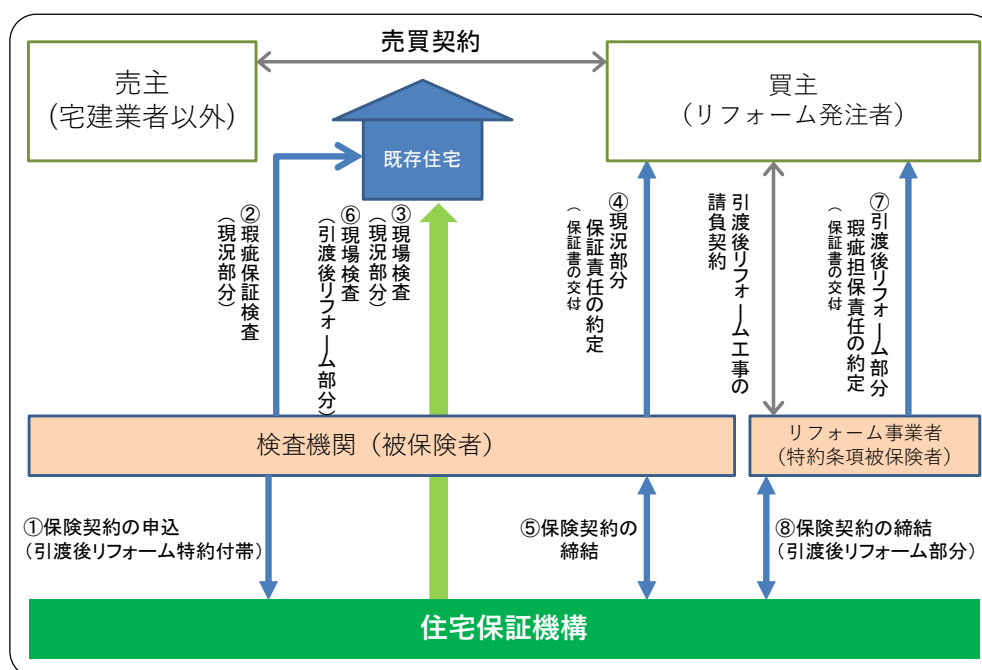 売買契約
売主
(宅建業者以外)
買主
(リフォーム発注者)
既存住宅
②瑕疵保証検査
(現況部分)
⑥現場検査
(引渡後リフォーム部分)
③現場検査
(現況部分)
④現況部分
保証責任の約定
(保証書の交付
引渡後リフォーム工事の
請負契約
⑦引渡後リフォーム部分
瑕疵担保責任の約定
(保証書の交付
検査機関(被保険者)
リフォーム事業者
(特約条項被保険者)
①保険契約の申込
(引渡後リフォーム特約付帯)
⑤保険契約の
締結
⑧保険契約の締結
(引渡後リフォーム部分)
住宅保証機構